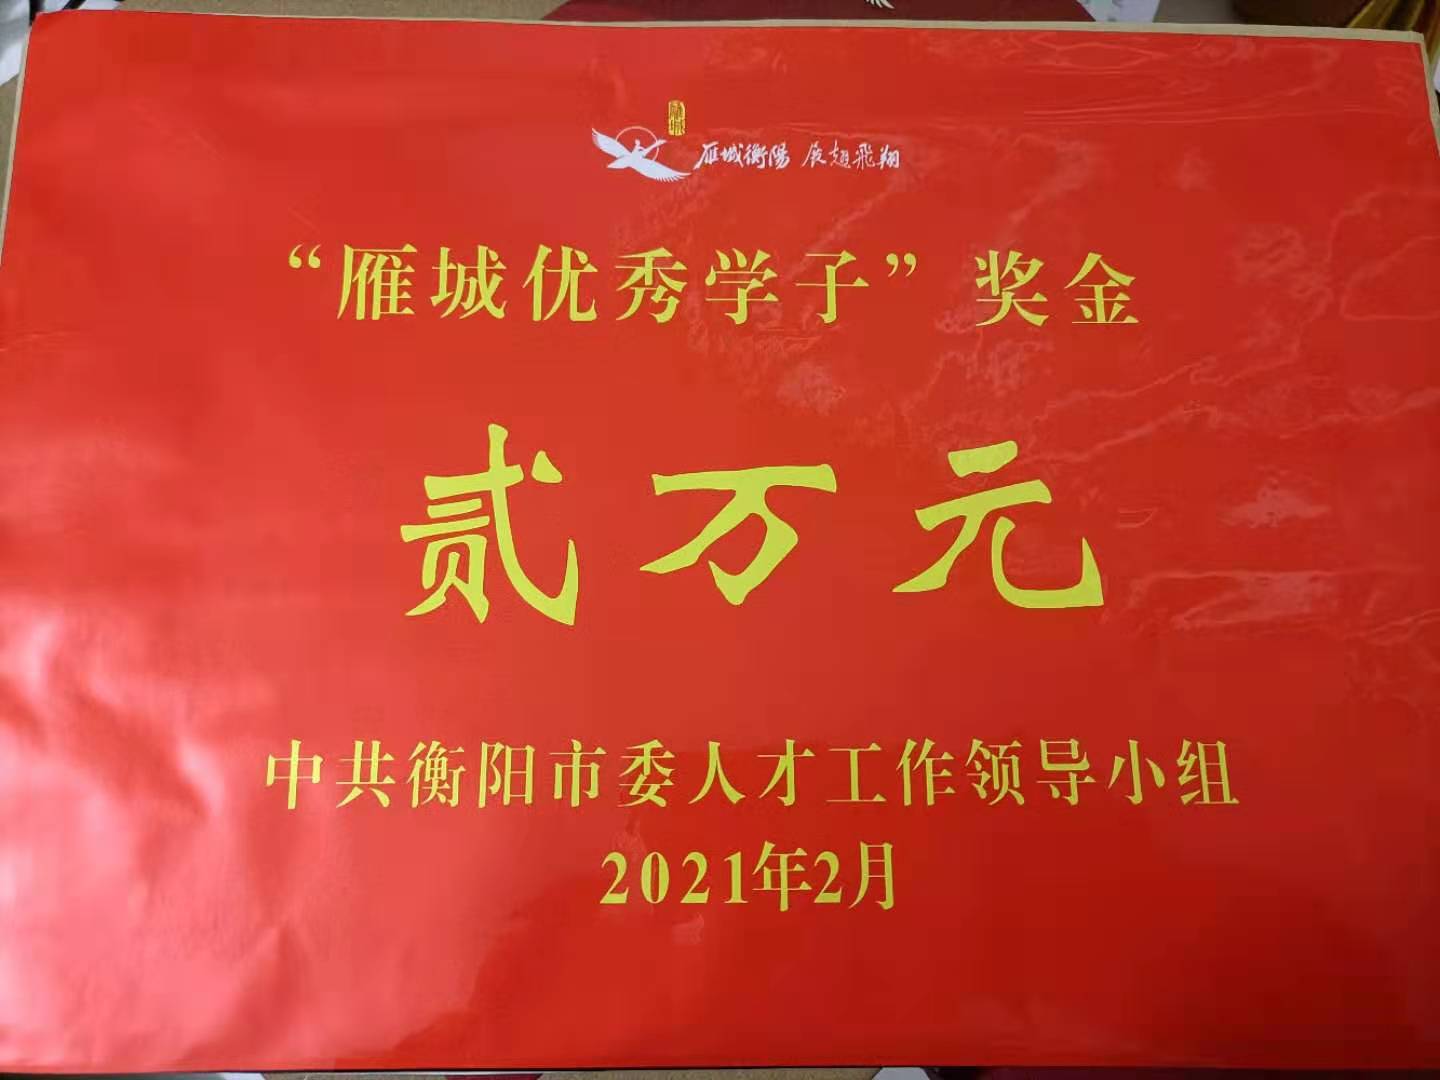 雁城
雁城衡陽 展翅飛翔
“雁城优秀学子”奖金
贰万元
中共衡阳市委人才工作领导小组
2021年2月